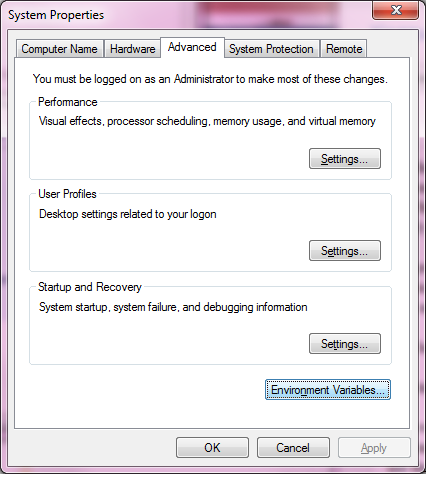 System Properties
Computer Name Hardware Advanced System Protection Remote
You must be logged on as an Administrator to make most of these changes.
Performance
Visual effects, processor scheduling, memory usage, and virtual memory
Settings...
User Profiles
Desktop settings related to your logon
Settings...
Startup and Recovery
System startup, system failure, and debugging information
Settings...
Environment Variables...
OK Cancel Apply